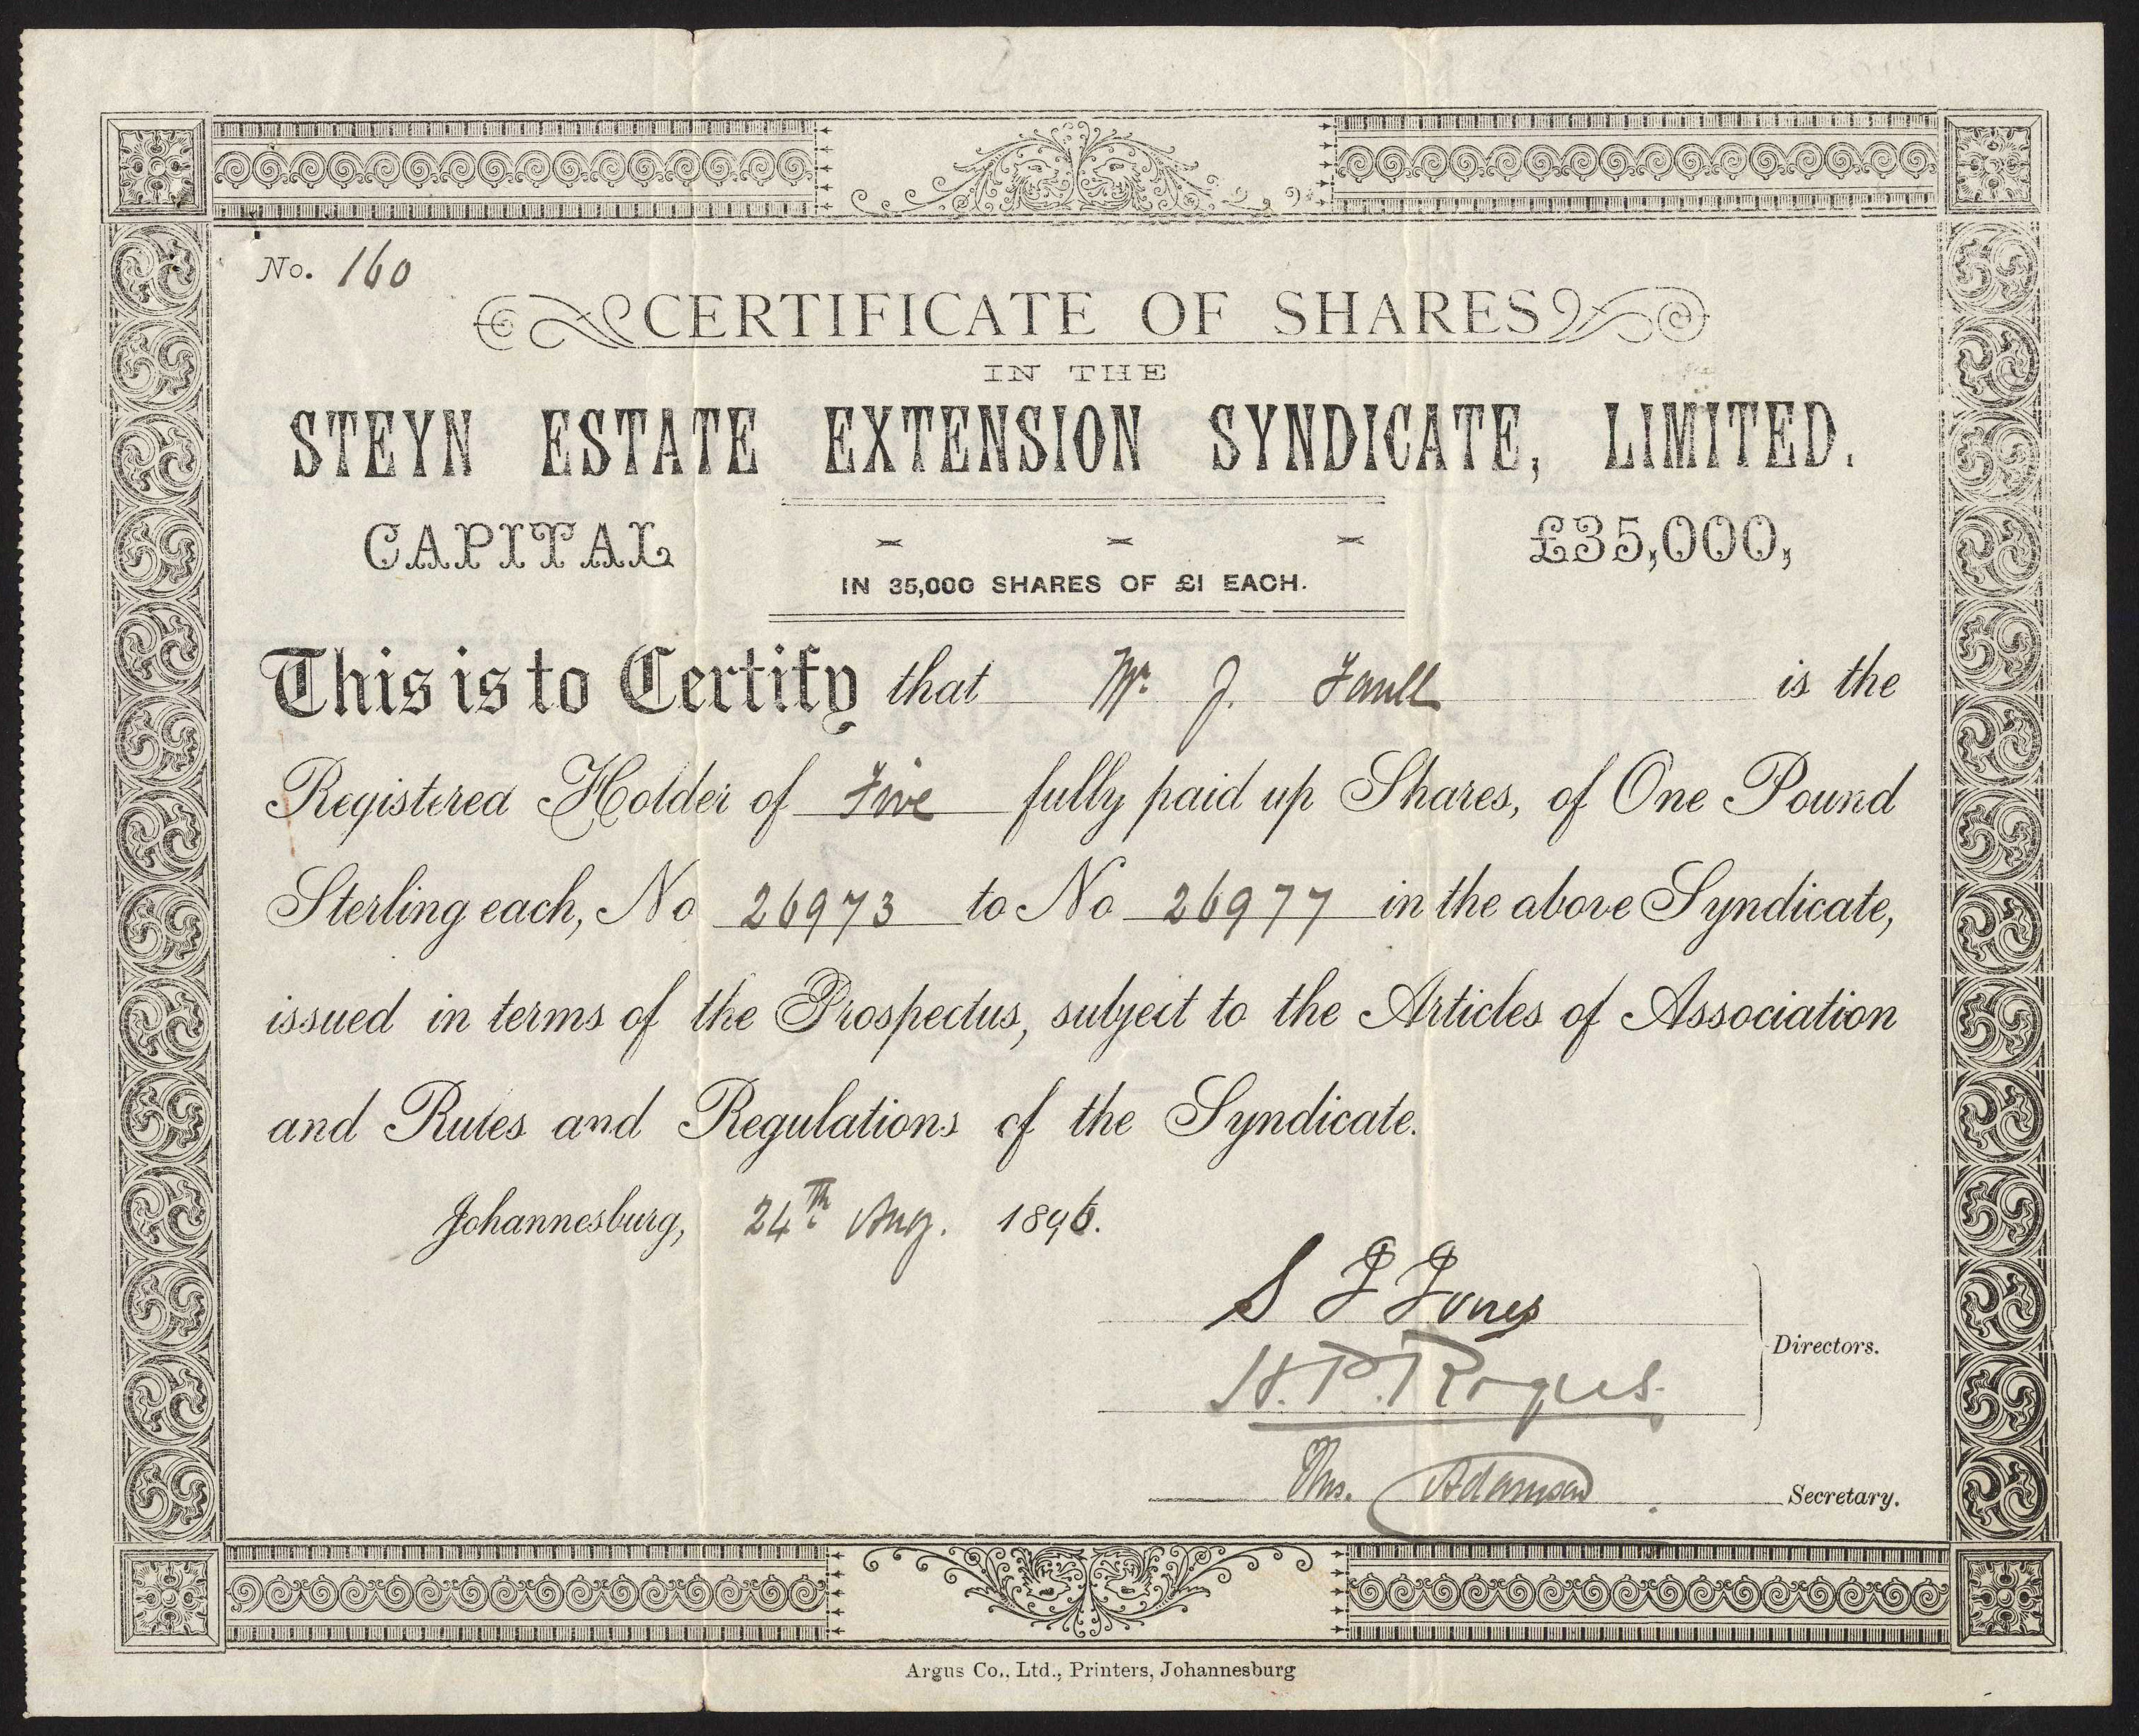 No. 160
CERTIFICATE OF SHARES
IN THE
STEYN ESTATE EXTENSION SYNDICATE, LIMITED.
CAPITAL - - - £35,000,
IN 35,000 SHARES OF £1 EACH.
This is to Certify that Mr. J. Faull is the
Registered Holder of Five fully paid up Shares, of One Pound
Sterling each, No 26973 to No 26977 in the above Syndicate,
issued in terms of the Prospectus, subject to the Articles of Association
and Rules and Regulations of the Syndicate.
Johannesburg, 24th Aug. 1896.
S F Jones
H. P.
Directors.
Thos. Adamson Secretary.
Argus Co., Ltd., Printers, Johannesburg